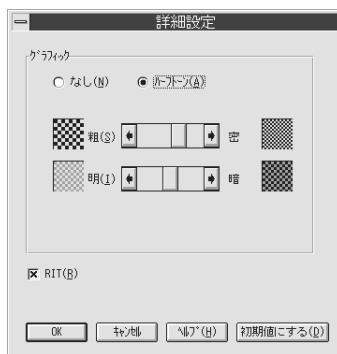 詳細設定
ｸﾞﾗﾌｨｯｸ
なし(N) ﾊｰﾌﾄｰﾝ(A)
粗(S) 密
明(I) 暗
RIT(R)
OK ｷｬﾝｾﾙ ﾍﾙﾌﾟ(H) 初期値にする(D)